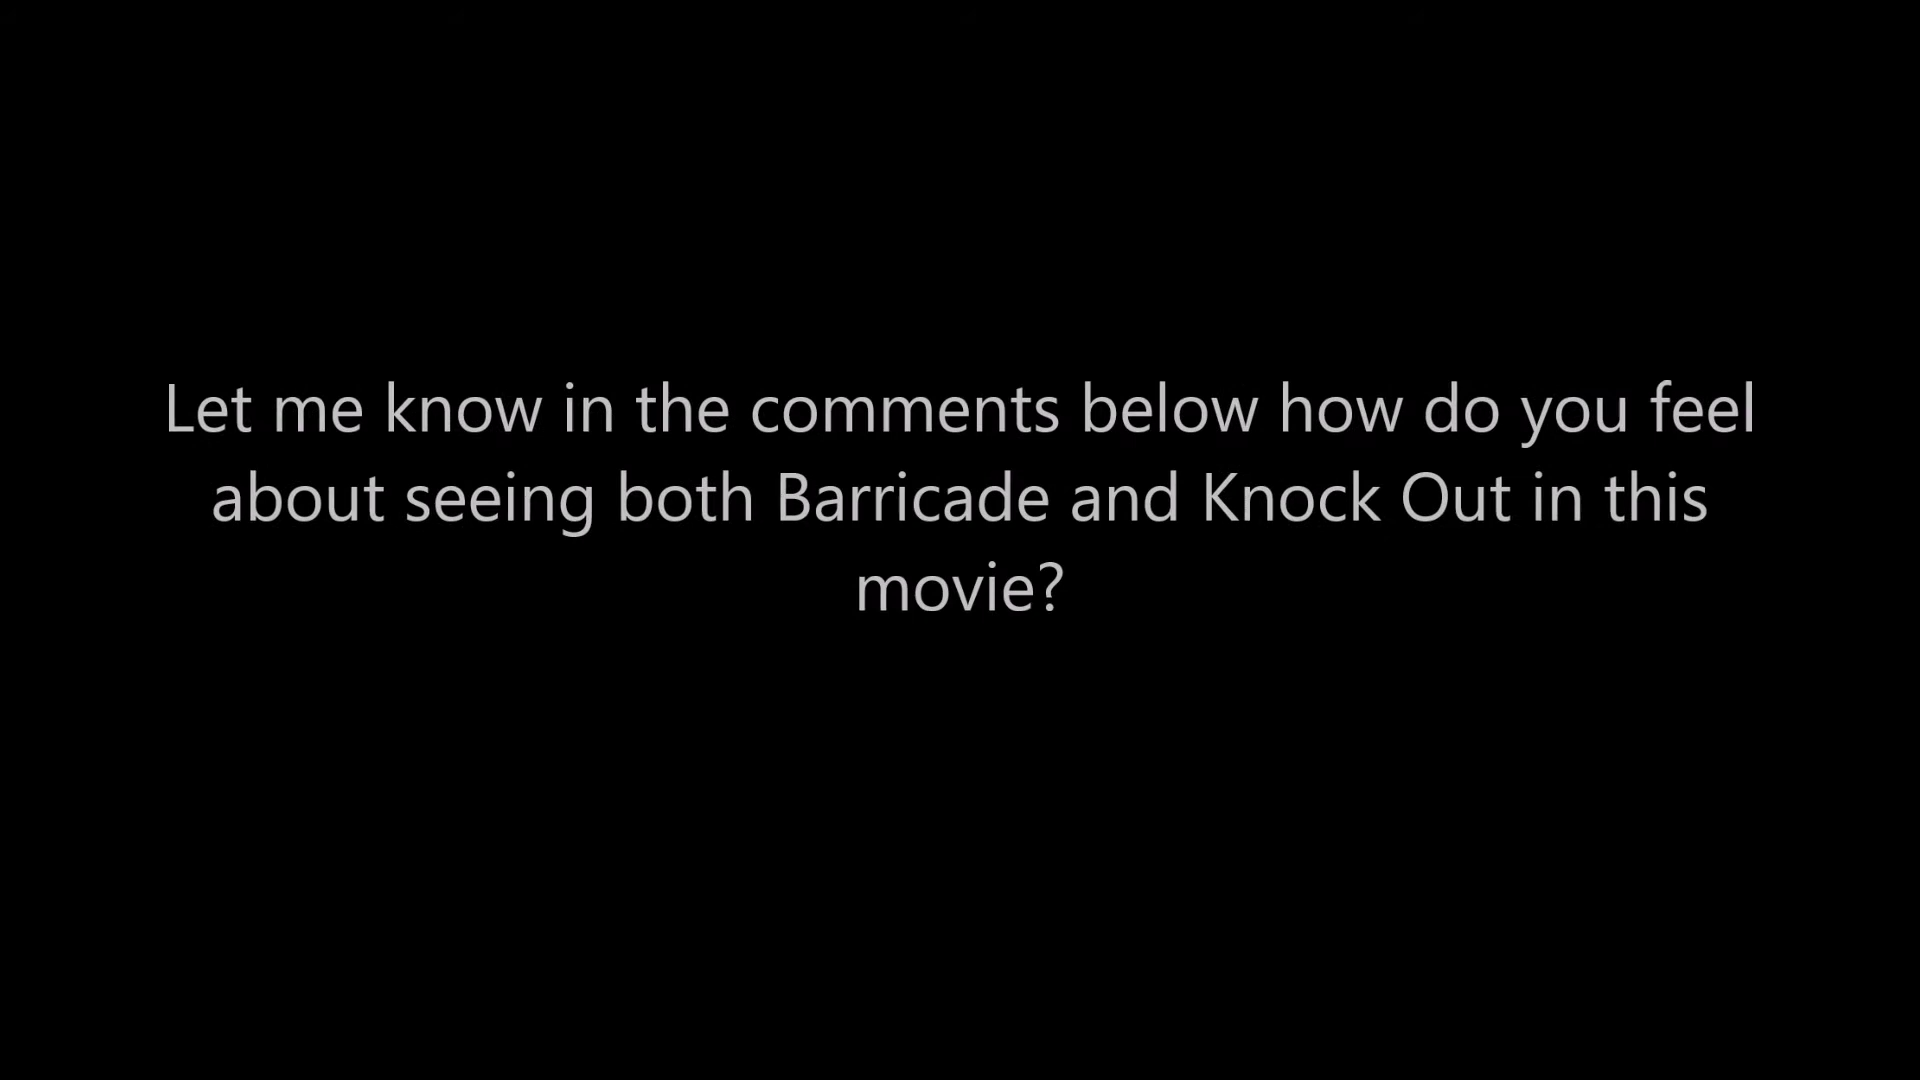 Let me know in the comments below how do you feel
about seeing both Barricade and Knock Out in this
movie?